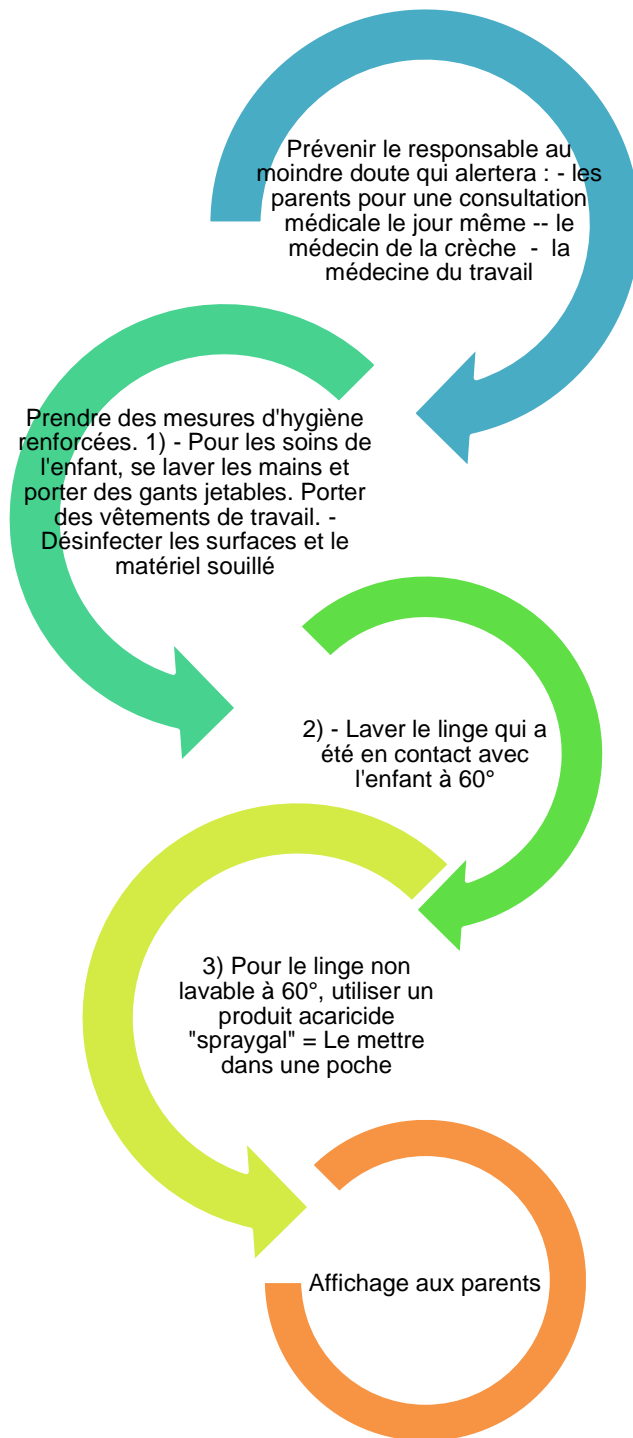 Prévenir le responsable au
moindre doute qui alertera : - les
parents pour une consultation
médicale le jour même -- le
médecin de la crèche  -  la
médecine du travail
Prendre des mesures d'hygiène
renforcées. 1) - Pour les soins de
l'enfant, se laver les mains et
porter des gants jetables. Porter
des vêtements de travail. -
Désinfecter les surfaces et le
matériel souillé
2) - Laver le linge qui a
été en contact avec
l'enfant à 60°
3) Pour le linge non
lavable à 60°, utiliser un
produit acaricide
"spraygal" = Le mettre
dans une poche
Affichage aux parents